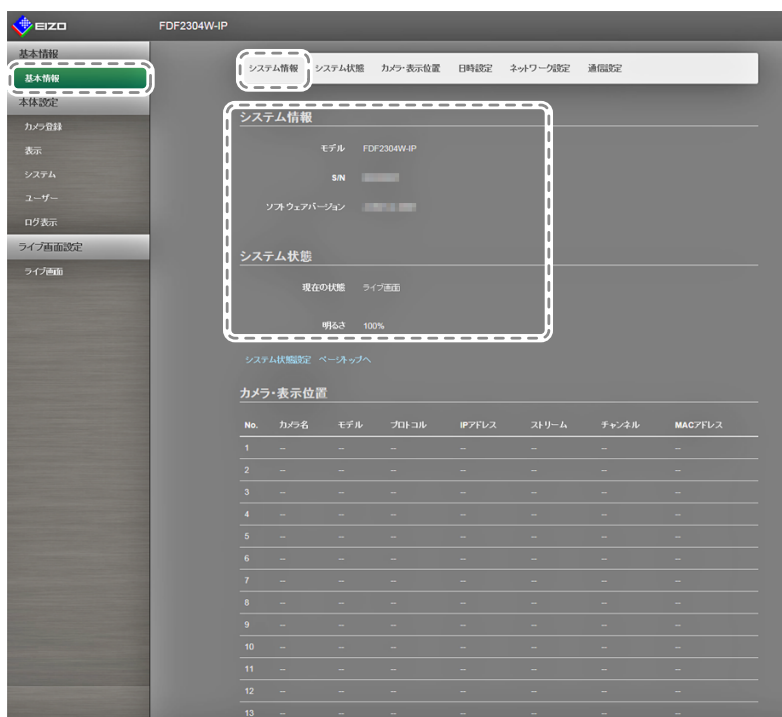 EIZO FDF2304W-IP
基本情報
基本情報
本体設定
カメラ登録
表示
システム
ユーザー
ログ表示
ライブ画面設定
ライブ画面
システム情報 システム状態 カメラ・表示位置 日時設定 ネットワーク設定 通信設定
システム情報
モデル FDF2304W-IP
S/N
ソフトウェアバージョン
システム状態
現在の状態 ライブ画面
明るさ 100%
システム状態設定 ページトップへ
カメラ・表示位置
No. カメラ名 モデル プロトコル IPアドレス ストリーム チャンネル MACアドレス
1 -- -- -- -- -- -- --
2 -- -- -- -- -- -- --
3 -- -- -- -- -- -- --
4 -- -- -- -- -- -- --
5 -- -- -- -- -- -- --
6 -- -- -- -- -- -- --
7 -- -- -- -- -- -- --
8 -- -- -- -- -- -- --
9 -- -- -- -- -- -- --
10 -- -- -- -- -- -- --
11 -- -- -- -- -- -- --
12 -- -- -- -- -- -- --
13 -- -- -- -- -- -- --